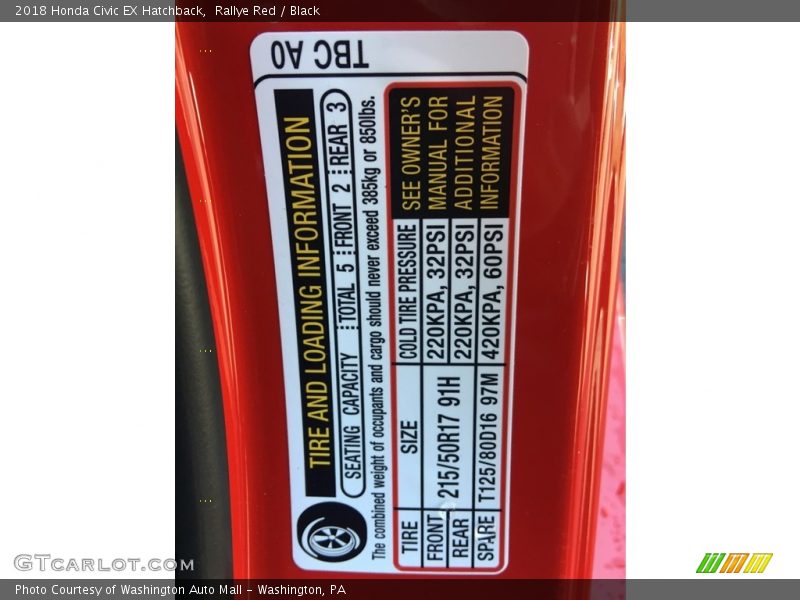 2018 Honda Civic EX Hatchback,  Rallye Red / Black
TBC A0
TIRE AND LOADING INFORMATION
SEATING CAPACITY TOTAL 5 FRONT 2 REAR 3
The combined weight of occupants and cargo should never exceed 385kg or 850lbs.
TIRE SIZE COLD TIRE PRESSURE
FRONT 215/50R17 91H 220KPA, 32PSI
REAR 220KPA, 32PSI
SPARE T125/80D16 97M 420KPA, 60PSI
SEE OWNER'S
MANUAL FOR
ADDITIONAL
INFORMATION
GTcarlot.com
Photo Courtesy of Washington Auto Mall - Washington, PA